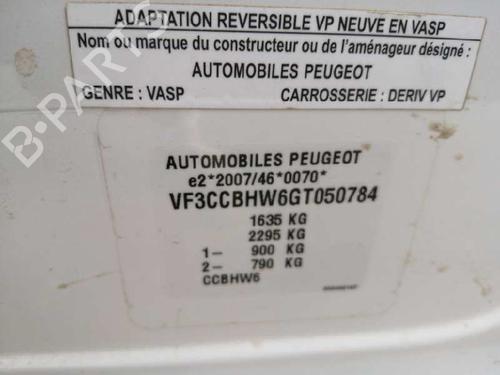 ADAPTATION REVERSIBLE VP NEUVE EN VASP
Nom ou marque du constructeur ou de l'aménageur désigné :
AUTOMOBILES PEUGEOT
GENRE : VASP CARROSSERIE : DERIV VP
B-PARTS
AUTOMOBILES PEUGEOT
e2*2007/46*0070*
VF3CCBHW6GT050784
1635 KG
2295 KG
1- 900 KG
2- 790 KG
CCBHW6